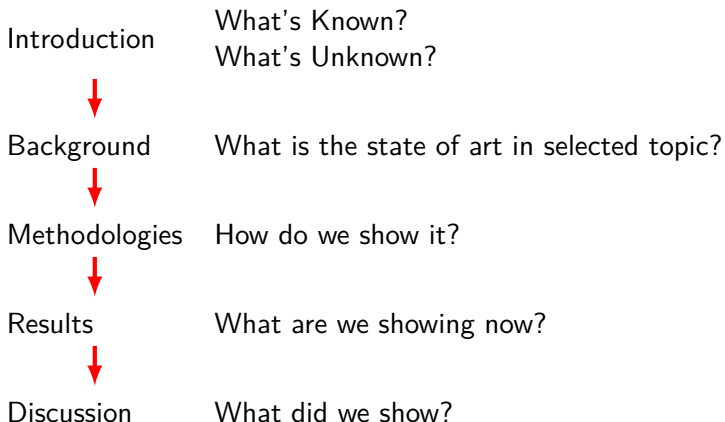 Introduction
What's Known?
What's Unknown?
Background
What is the state of art in selected topic?
Methodologies
How do we show it?
Results
What are we showing now?
Discussion
What did we show?